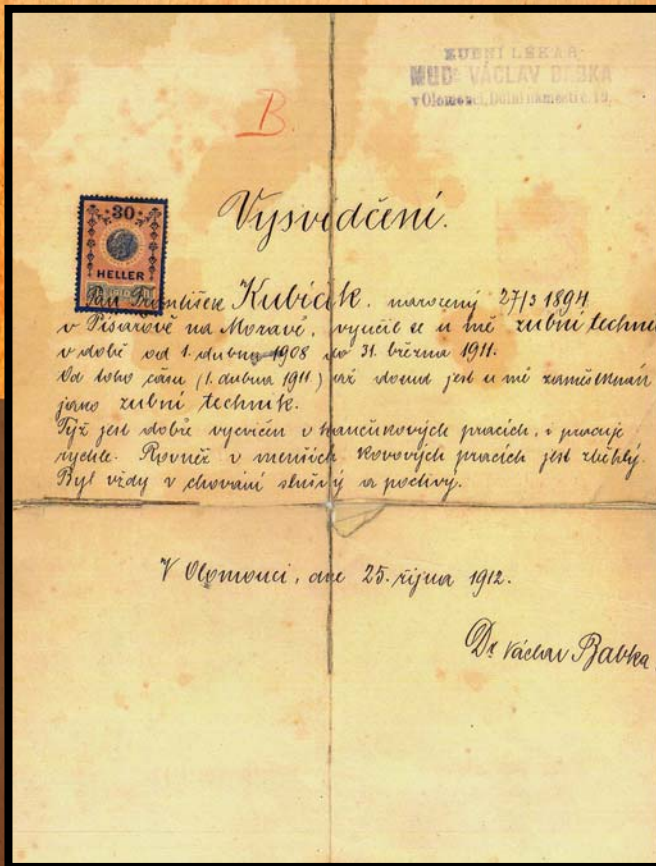 ZUBNÍ LÉKAŘ
MUDr. VÁCLAV BABKA
v Olomouci, Dolní náměstí 19.
B.
Vysvědčení.
30
HELLER
Pan František Kubíček, narozený 27/3 1894
v Písařově na Moravě, vyučil se u mě zubní techni
v době od 1. dubna 1908 do 31. března 1911.
Od toho času (1. dubna 1911) až dosud jest u mě zaměstnán
jako zubní technik.
Týž jest dobře vycvičen v kaučukových pracích, i pracuje
rychle. Rovněž v menších kovových pracích jest zběhlý.
Byl vždy v chování slušný a poctivý.
V Olomouci, dne 25. října 1912.
Dr Václav Babka